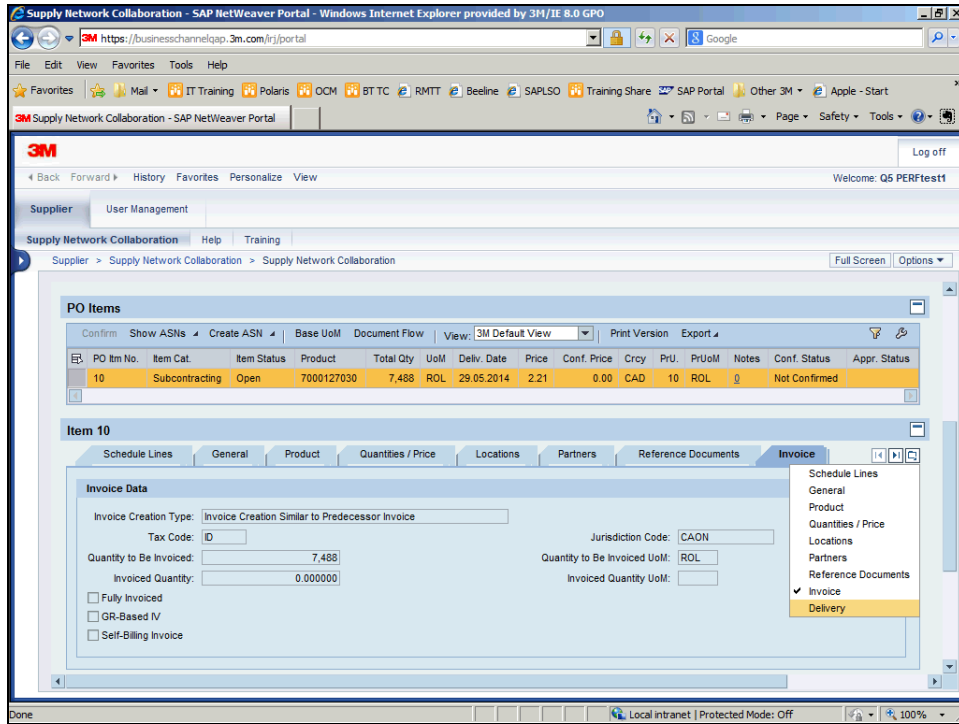 Supply Network Collaboration - SAP NetWeaver Portal - Windows Internet Explorer provided by 3M/IE 8.0 GPO
3M https://businesschannelqap.3m.com/irj/portal
Google
File Edit View Favorites Tools Help
Favorites Mail IT Training Polaris OCM BT TC RMTT Beeline SAPLSO Training Share SAP Portal Other 3M Apple - Start
3M Supply Network Collaboration - SAP NetWeaver Portal
Page Safety Tools
3M
Log off
Back Forward History Favorites Personalize View
Welcome: Q5 PERFtest1
Supplier User Management
Supply Network Collaboration Help Training
Supplier > Supply Network Collaboration > Supply Network Collaboration
Full Screen Options
PO Items
Confirm Show ASNs Create ASN Base UoM Document Flow View: 3M Default View Print Version Export
PO Itm No. Item Cat. Item Status Product Total Qty UoM Deliv. Date Price Conf. Price Crcy PrU. PrUoM Notes Conf. Status Appr. Status
10 Subcontracting Open 7000127030 7,488 ROL 29.05.2014 2.21 0.00 CAD 10 ROL 0 Not Confirmed
Item 10
Schedule Lines General Product Quantities / Price Locations Partners Reference Documents Invoice
Invoice Data
Invoice Creation Type: Invoice Creation Similar to Predecessor Invoice
Tax Code: ID
Jurisdiction Code: CAON
Quantity to Be Invoiced: 7,488
Quantity to Be Invoiced UoM: ROL
Invoiced Quantity: 0.000000
Invoiced Quantity UoM:
Fully Invoiced
GR-Based IV
Self-Billing Invoice
Schedule Lines
General
Product
Quantities / Price
Locations
Partners
Reference Documents
Invoice
Delivery
Done
Local intranet | Protected Mode: Off
100%